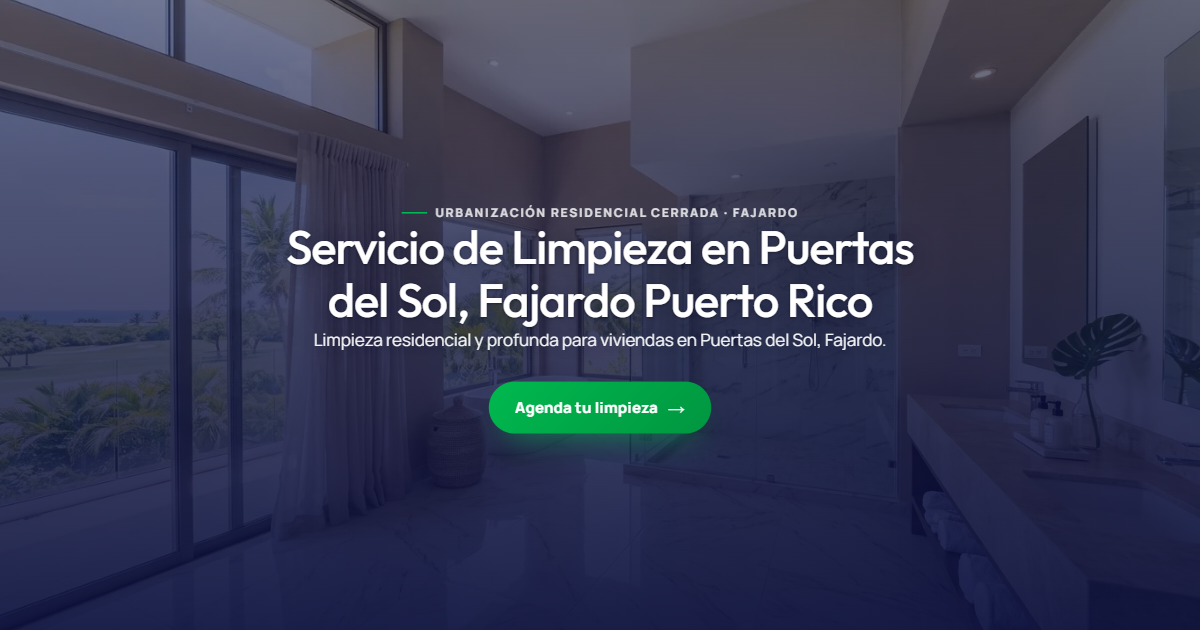 URBANIZACIÓN RESIDENCIAL CERRADA · FAJARDO
Servicio de Limpieza en Puertas
del Sol, Fajardo Puerto Rico
Limpieza residencial y profunda para viviendas en Puertas del Sol, Fajardo.
Agenda tu limpieza →